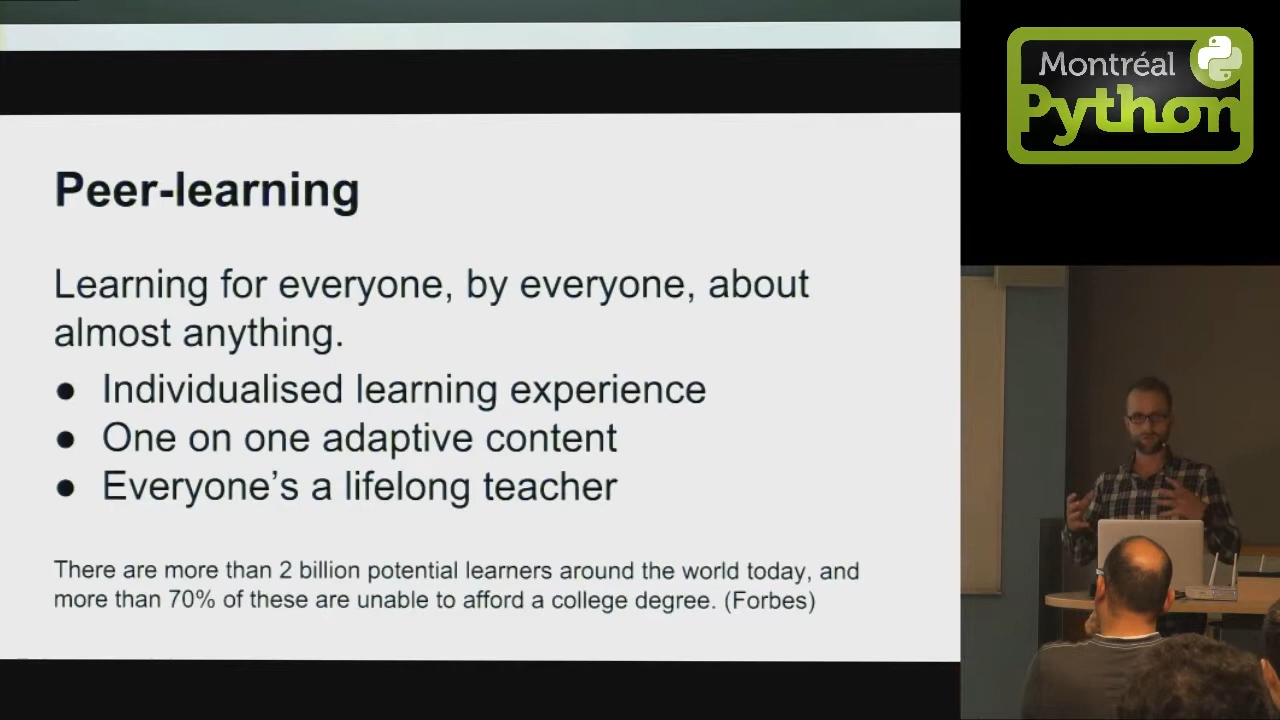 Peer-learning
Learning for everyone, by everyone, about
almost anything.
● Individualised learning experience
● One on one adaptive content
● Everyone's a lifelong teacher
There are more than 2 billion potential learners around the world today, and
more than 70% of these are unable to afford a college degree. (Forbes)
Montréal
Python